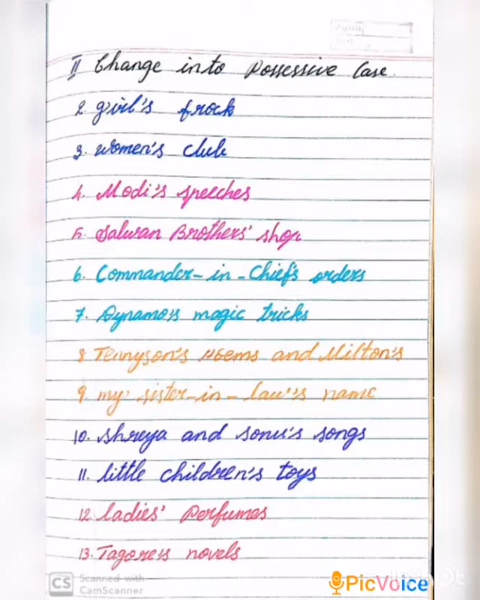 II Change into Possessive Case.
2. girl's frock
3. women's club
4. Modi's speeches
5. Salwan Brothers' shop
6. Commander-in-Chief's orders
7. Dynamo's magic tricks
8 Tennyson's Poems and Milton's
9. my sister-in-law's name
10. Shreya and Sonu's songs
11. little children's toys
12. ladies' Perfumes
13. Tagore's novels
CS Scanned with
CamScanner
PicVoice